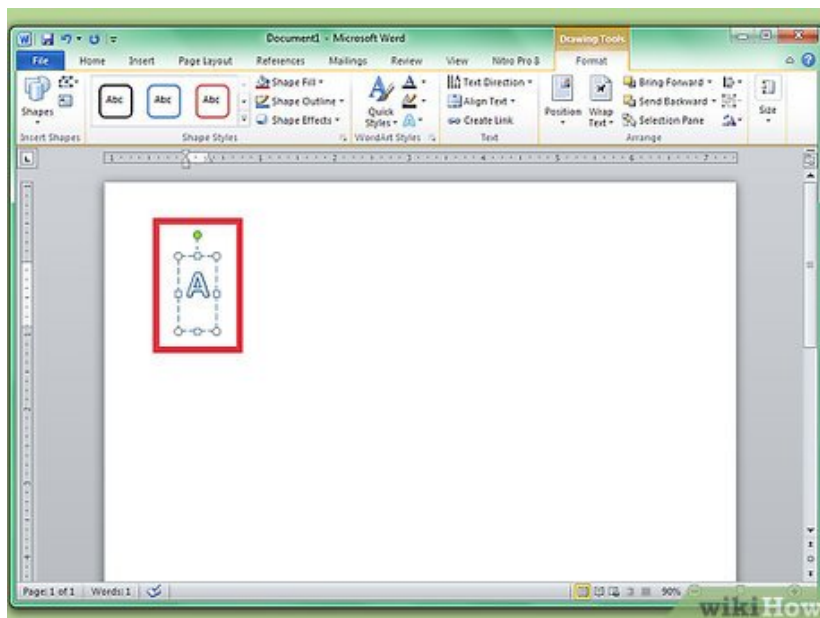 Document1 - Microsoft Word
Drawing Tools
File Home Insert Page Layout References Mailings Review View Nitro Pro 8 Format
Shapes
Abc Abc Abc
Shape Fill
Shape Outline
Shape Effects
Quick Styles
Text Direction
Align Text
Create Link
Position
Wrap Text
Bring Forward
Send Backward
Selection Pane
Size
Insert Shapes Shape Styles WordArt Styles Text Arrange
A
Page: 1 of 1 Words: 1 90%
wikiHow